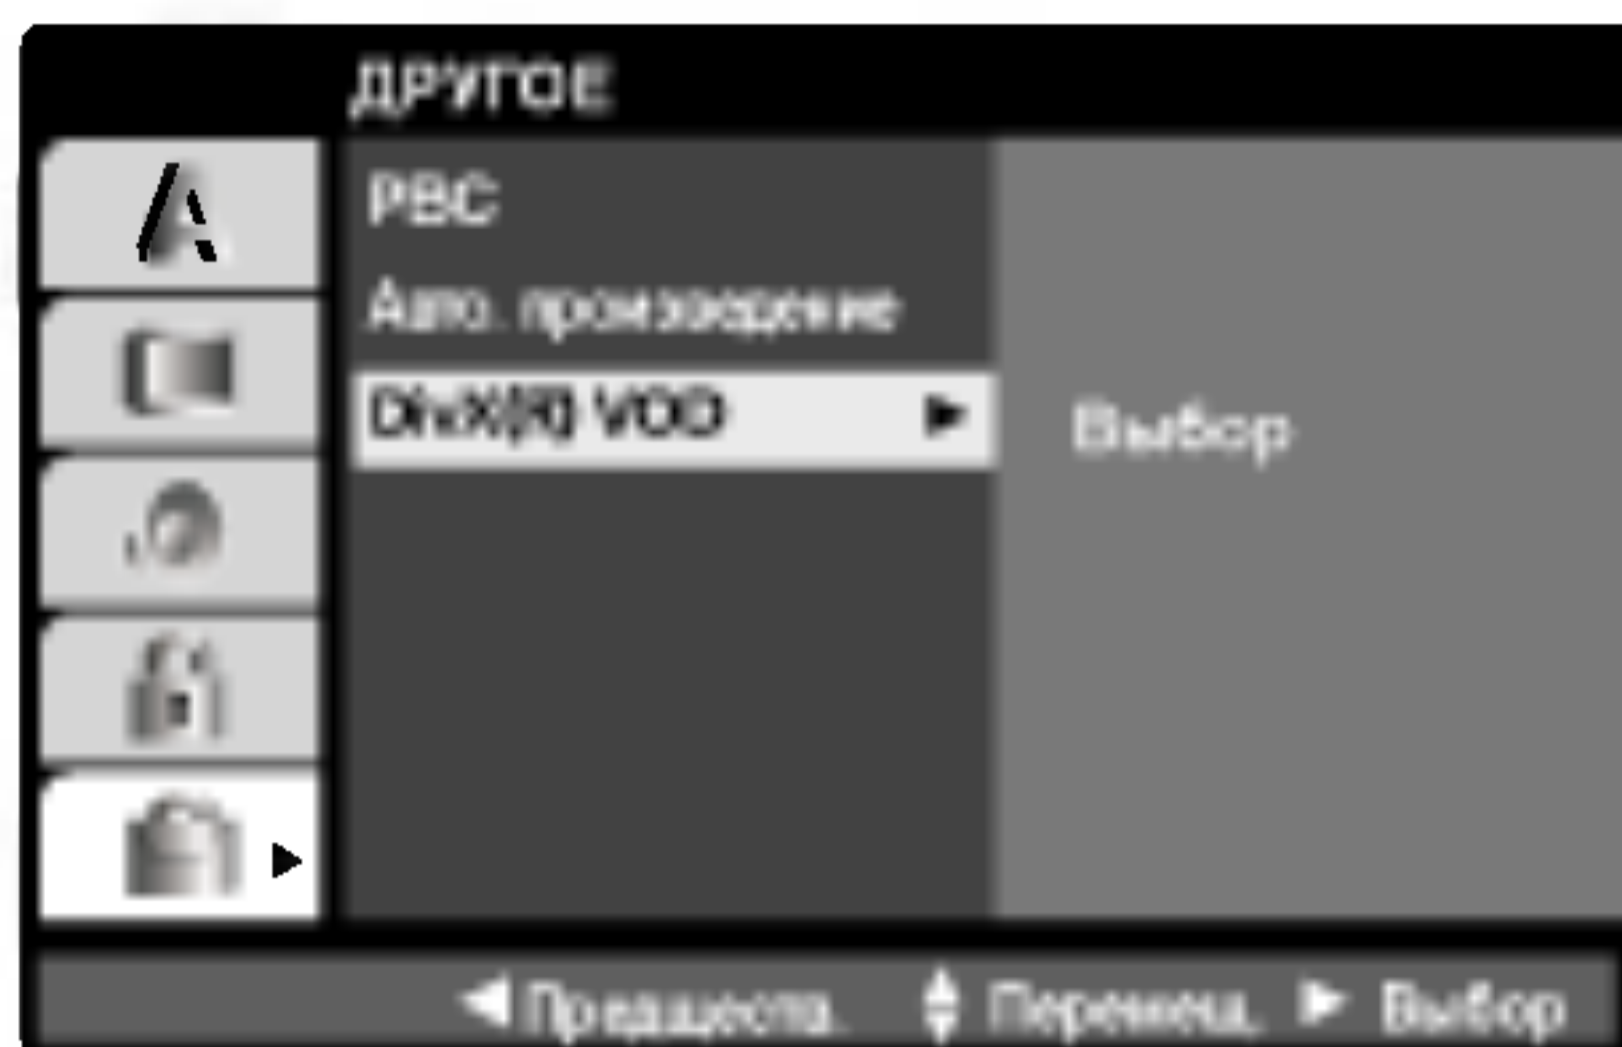 ДРУГОЕ
PBC
Авто. произведение
DivX(R) VOD ► Выбор
◄ Предшеств. Перемещ. ► Выбор